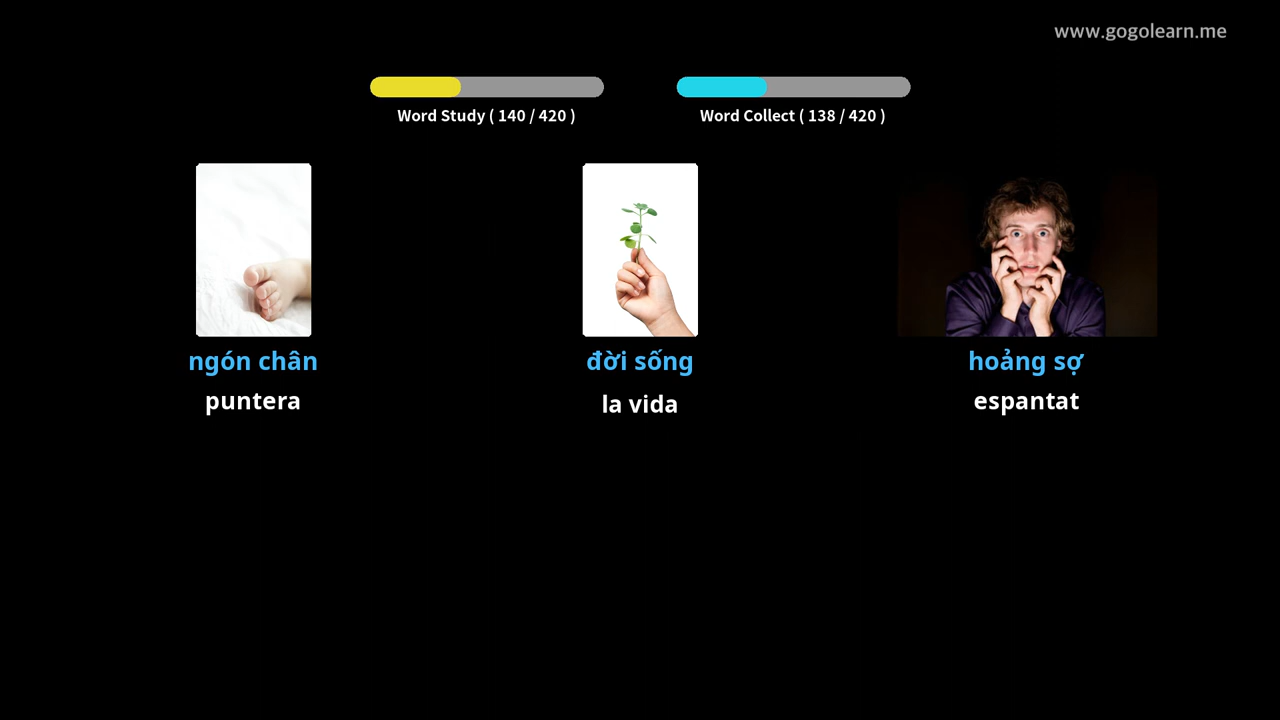 www.gogolearn.me
Word Study ( 140 / 420 )
Word Collect ( 138 / 420 )
ngón chân
đời sống
hoảng sợ
puntera
la vida
espantat